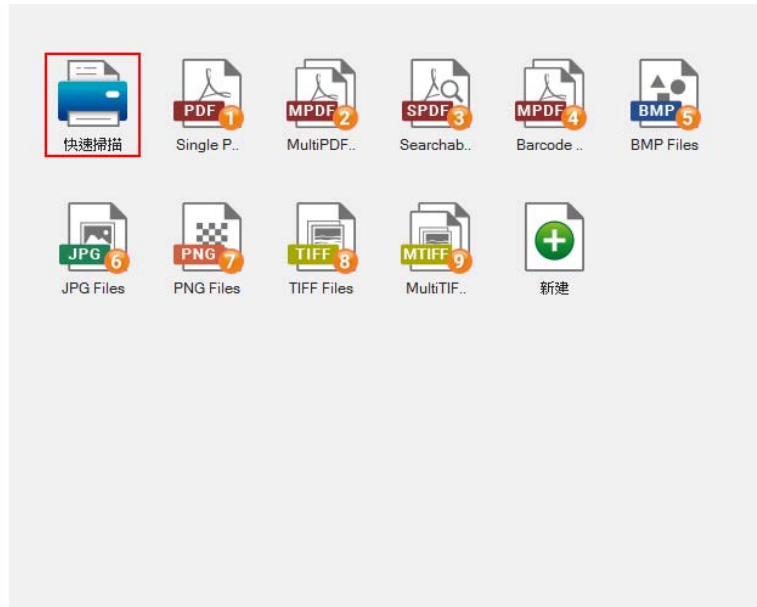 PDF 1
MPDF 2
SPDF 3
MPDF 4
BMP 5
快速掃描
Single P..
MultiPDF..
Searchab..
Barcode ..
BMP Files
JPG 6
PNG 7
TIFF 8
MTIFF 9
JPG Files
PNG Files
TIFF Files
MultiTIF..
新建